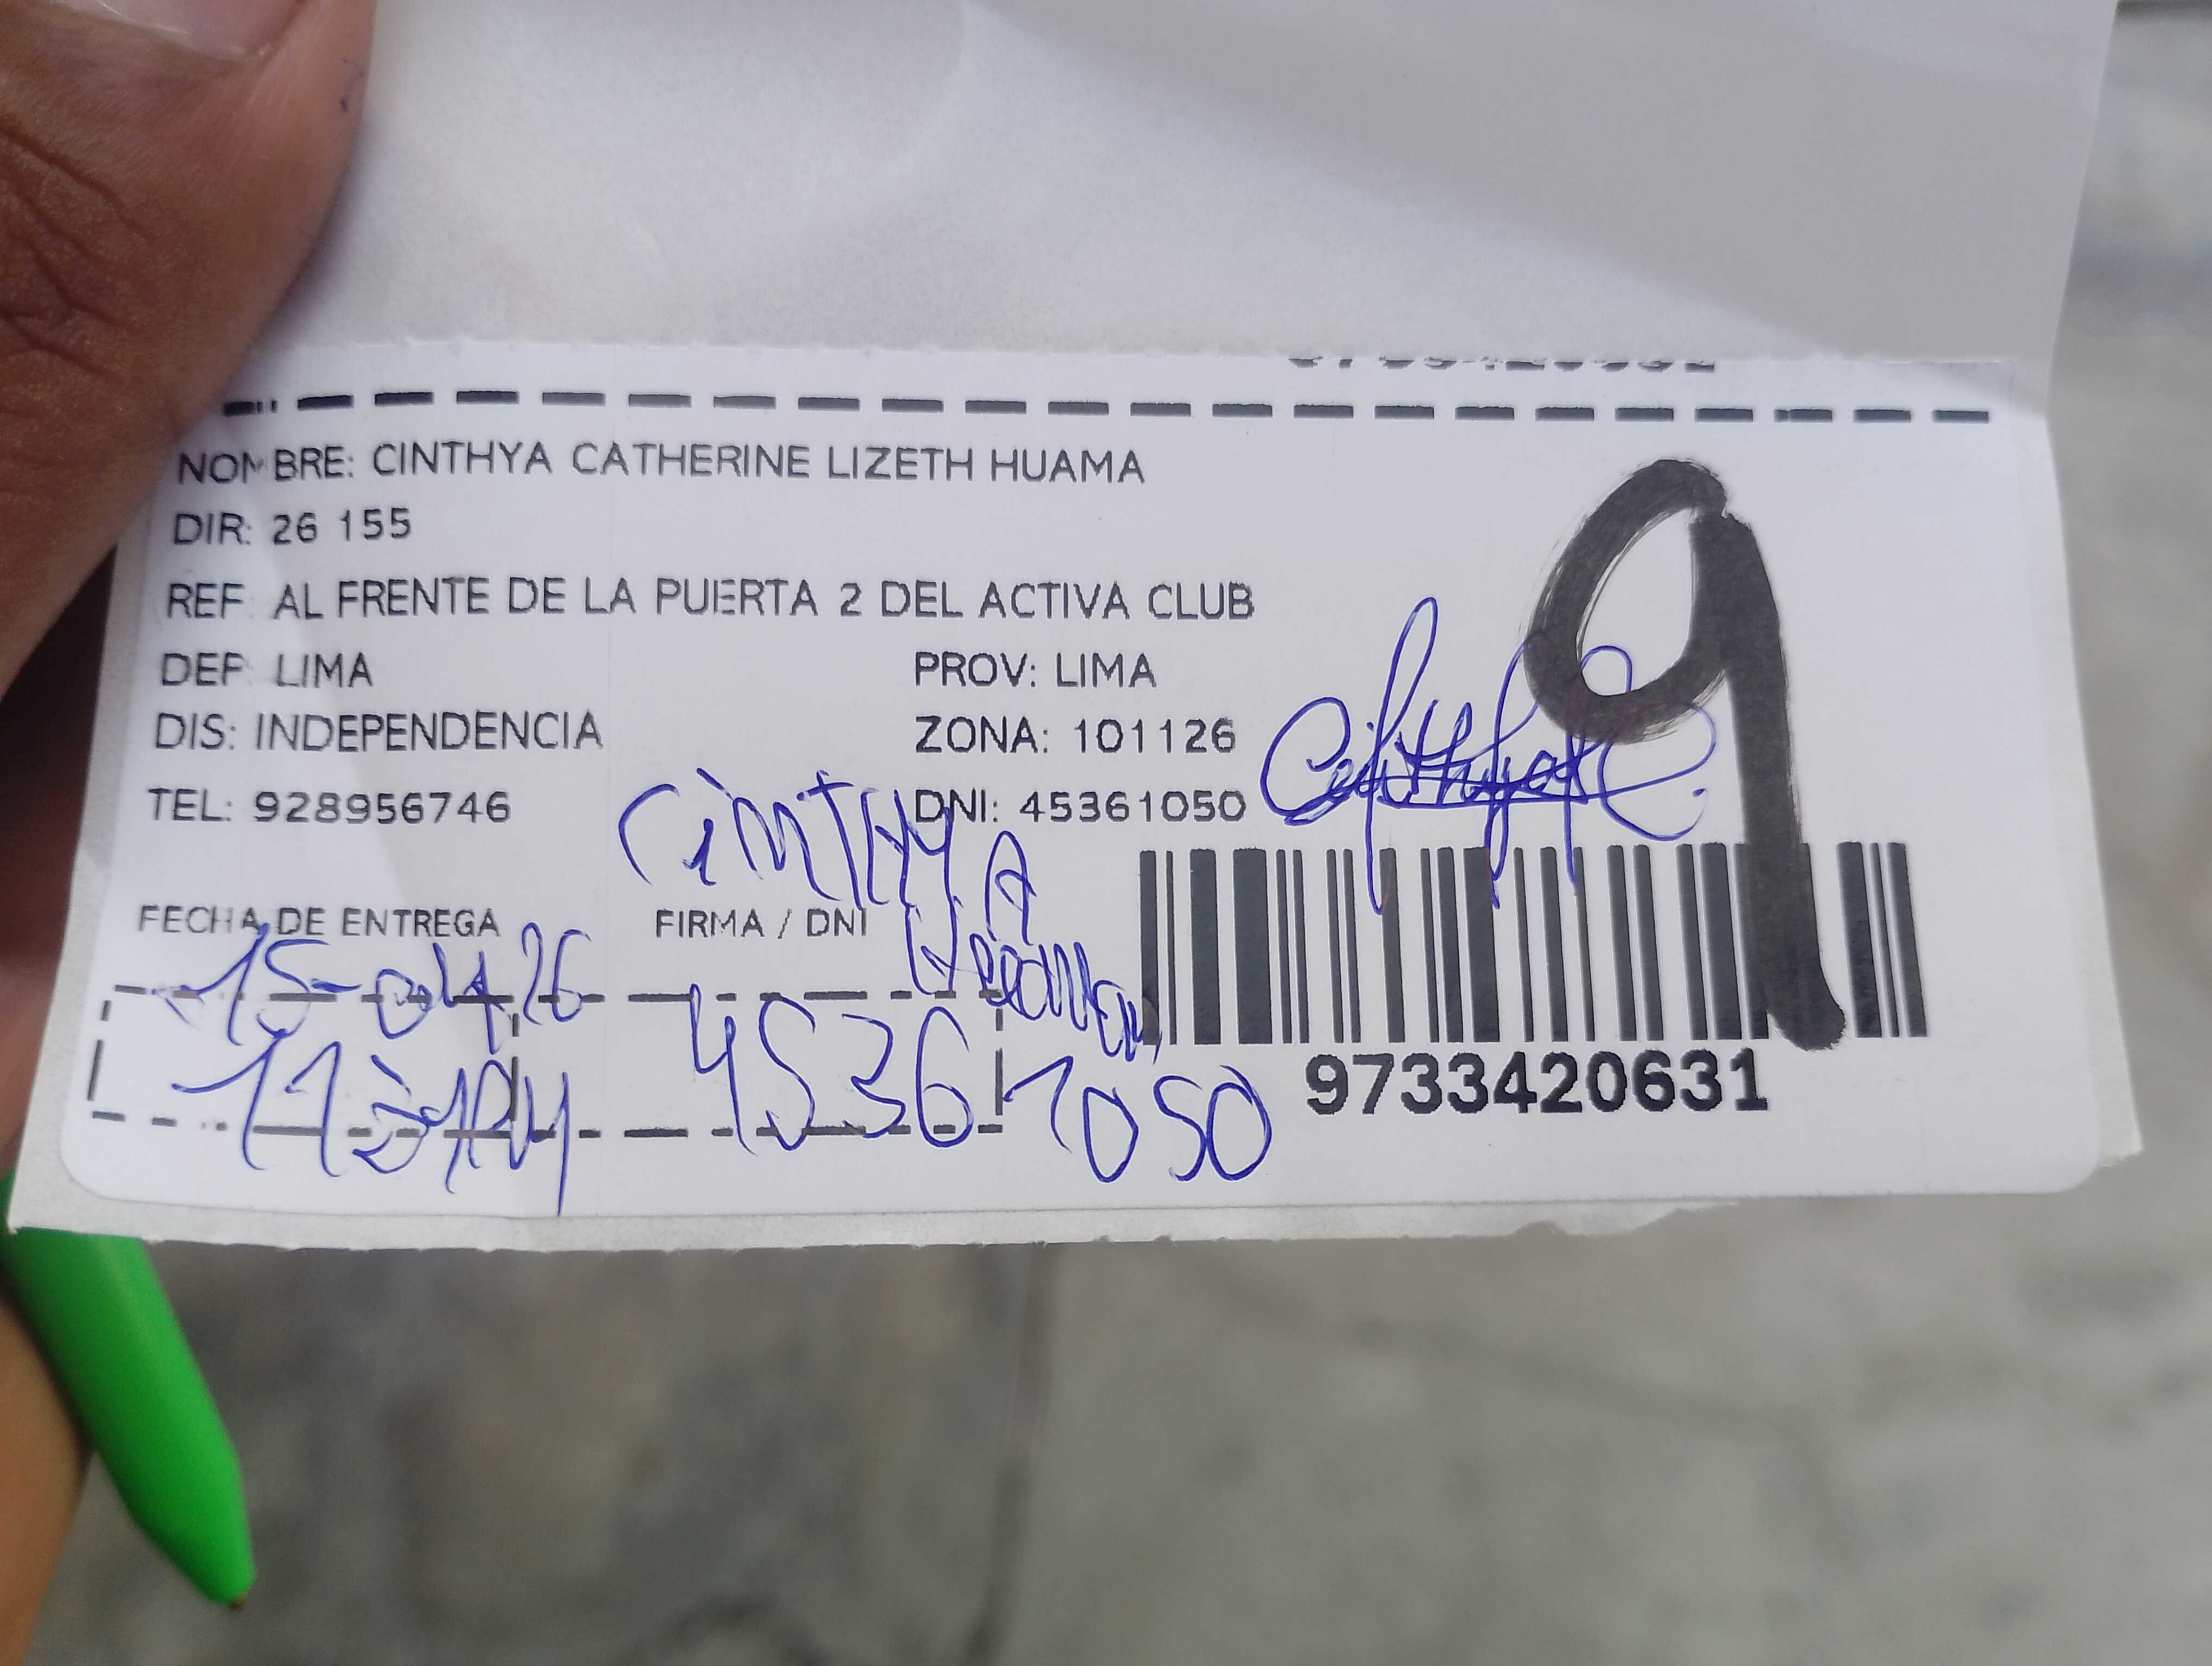 NOMBRE: CINTHYA CATHERINE LIZETH HUAMA
DIR: 26 155
REF: AL FRENTE DE LA PUERTA 2 DEL ACTIVA CLUB
DEP: LIMA PROV: LIMA
DIS: INDEPENDENCIA ZONA: 101126
TEL: 928956746 DNI: 45361050
9
CINTHYA
FECHA DE ENTREGA FIRMA / DNI
15-04 26
45361050
9733420631